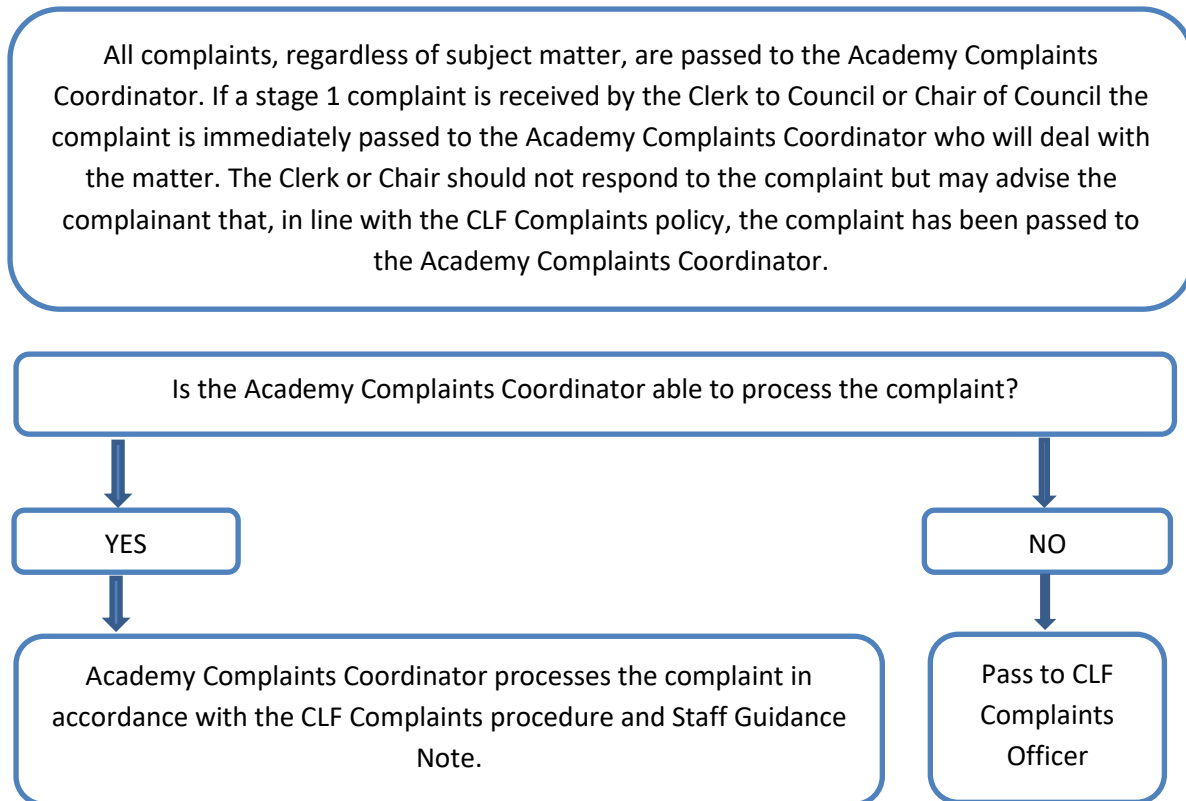 All complaints, regardless of subject matter, are passed to the Academy Complaints
Coordinator. If a stage 1 complaint is received by the Clerk to Council or Chair of Council the
complaint is immediately passed to the Academy Complaints Coordinator who will deal with
the matter. The Clerk or Chair should not respond to the complaint but may advise the
complainant that, in line with the CLF Complaints policy, the complaint has been passed to
the Academy Complaints Coordinator.
Is the Academy Complaints Coordinator able to process the complaint?
YES
NO
Academy Complaints Coordinator processes the complaint in
accordance with the CLF Complaints procedure and Staff Guidance
Note.
Pass to CLF
Complaints
Officer